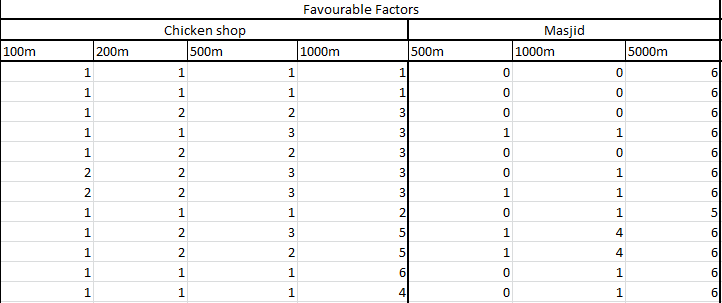 Favourable Factors
Chicken shop Masjid
100m 200m 500m 1000m 500m 1000m 5000m
1 1 1 1 0 0 6
1 1 1 1 0 0 6
1 2 2 3 0 0 6
1 1 3 3 1 1 6
1 2 2 3 0 0 6
2 2 3 3 0 1 6
2 2 3 3 1 1 6
1 1 1 2 0 1 5
1 2 3 5 1 4 6
1 2 2 5 1 4 6
1 1 1 6 0 1 6
1 1 1 4 0 1 6